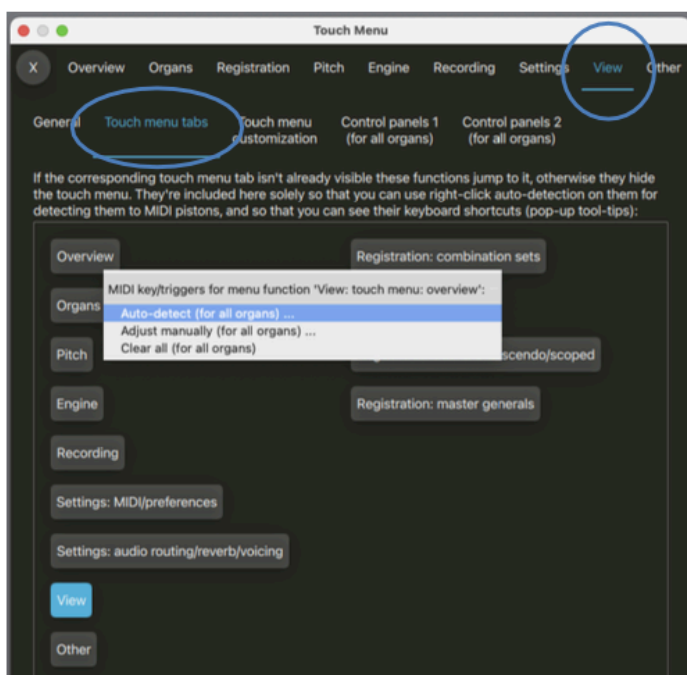 Touch Menu
X Overview Organs Registration Pitch Engine Recording Settings View Other
General Touch menu tabs Touch menu customization Control panels 1 (for all organs) Control panels 2 (for all organs)
If the corresponding touch menu tab isn't already visible these functions jump to it, otherwise they hide
the touch menu. They're included here solely so that you can use right-click auto-detection on them for
detecting them to MIDI pistons, and so that you can see their keyboard shortcuts (pop-up tool-tips):
Overview
Registration: combination sets
MIDI key/triggers for menu function 'View: touch menu: overview':
Organs
Auto-detect (for all organs) ...
Adjust manually (for all organs) ...
Clear all (for all organs)
Pitch
scendo/scoped
Engine
Registration: master generals
Recording
Settings: MIDI/preferences
Settings: audio routing/reverb/voicing
View
Other